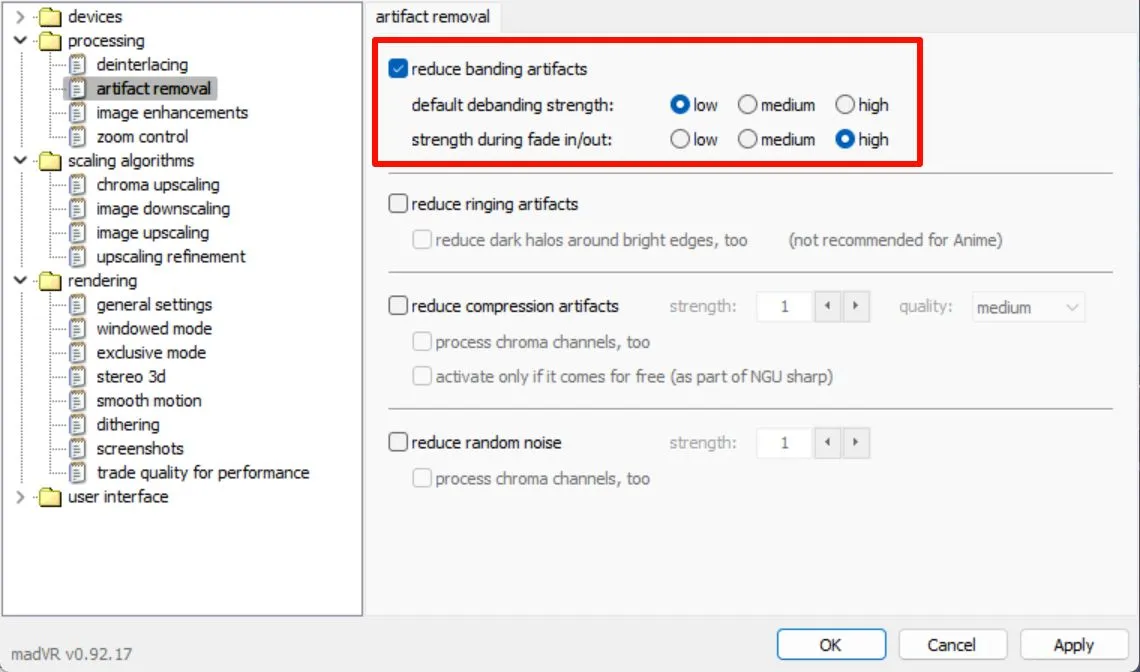 devices
processing
deinterlacing
artifact removal
image enhancements
zoom control
scaling algorithms
chroma upscaling
image downscaling
image upscaling
upscaling refinement
rendering
general settings
windowed mode
exclusive mode
stereo 3d
smooth motion
dithering
screenshots
trade quality for performance
user interface
artifact removal
reduce banding artifacts
default debanding strength: low medium high
strength during fade in/out: low medium high
reduce ringing artifacts
reduce dark halos around bright edges, too (not recommended for Anime)
reduce compression artifacts strength: 1 quality: medium
process chroma channels, too
activate only if it comes for free (as part of NGU sharp)
reduce random noise strength: 1
process chroma channels, too
madVR v0.92.17
OK Cancel Apply